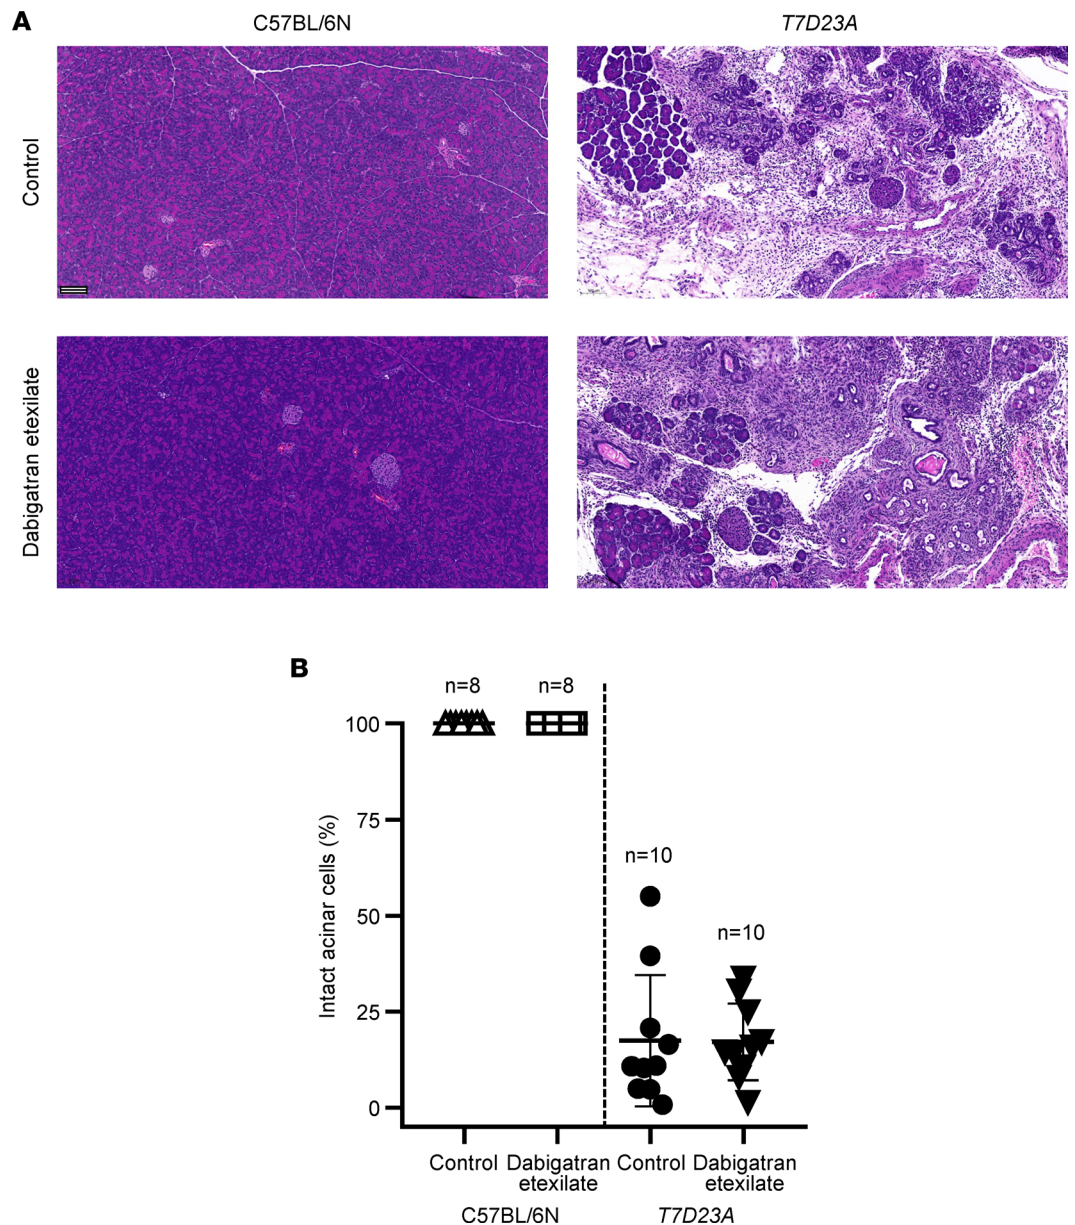 A
C57BL/6N
T7D23A
Control
Dabigatran etexilate
B
n=8
n=8
n=10
n=10
Intact acinar cells (%)
100
75
50
25
0
Control
Dabigatran
etexilate
Control
Dabigatran
etexilate
C57BL/6N
T7D23A